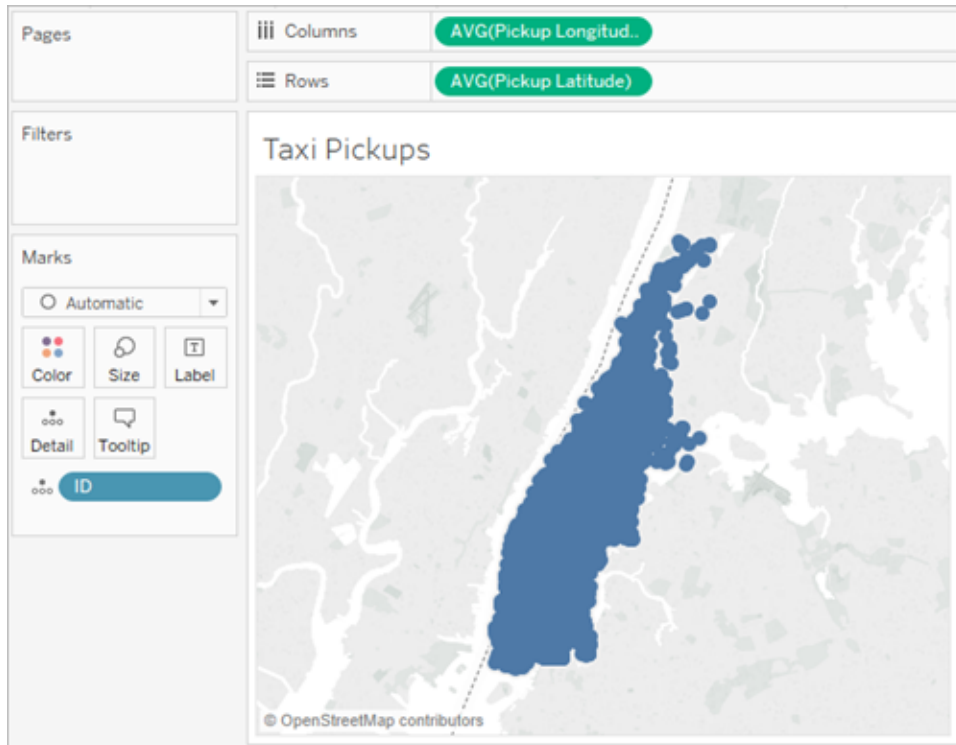 Pages
Columns
AVG(Pickup Longitud..
Rows
AVG(Pickup Latitude)
Filters
Taxi Pickups
Marks
Automatic
Color
Size
T
Label
Detail
Tooltip
ID
© OpenStreetMap contributors